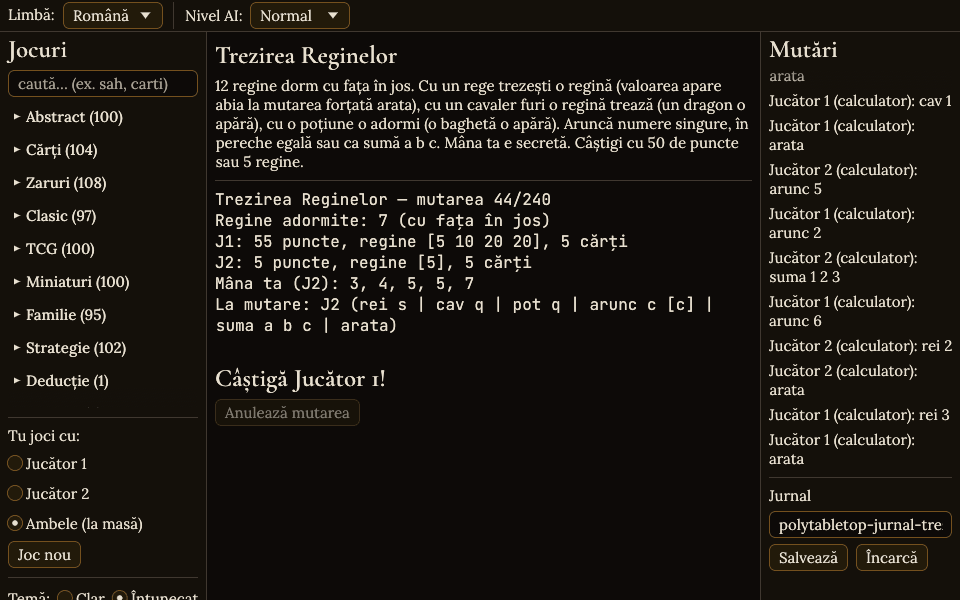 Limbă: Română Nivel AI: Normal
Jocuri
caută... (ex. sah, carti)
Abstract (100)
Cărți (104)
Zaruri (108)
Clasic (97)
TCG (100)
Miniaturi (100)
Familie (95)
Strategie (102)
Deducție (1)
Tu joci cu:
Jucător 1
Jucător 2
Ambele (la masă)
Joc nou
Temă: Clar Întunecat
Trezirea Reginelor
12 regine dorm cu fața în jos. Cu un rege trezești o regină (valoarea apare
abia la mutarea forțată arata), cu un cavaler furi o regină trează (un dragon o
apără), cu o poțiune o adormi (o baghetă o apără). Aruncă numere singure, în
pereche egală sau ca sumă a b c. Mâna ta e secretă. Câștigi cu 50 de puncte
sau 5 regine.
Trezirea Reginelor — mutarea 44/240
Regine adormite: 7 (cu fața în jos)
J1: 55 puncte, regine [5 10 20 20], 5 cărți
J2: 5 puncte, regine [5], 5 cărți
Mâna ta (J2): 3, 4, 5, 5, 7
La mutare: J2 (rei s | cav q | pot q | arunc c [c] |
suma a b c | arata)
Câștigă Jucător 1!
Anulează mutarea
Mutări
arata
Jucător 1 (calculator): cav 1
Jucător 1 (calculator):
arata
Jucător 2 (calculator):
arunc 5
Jucător 1 (calculator):
arunc 2
Jucător 2 (calculator):
suma 1 2 3
Jucător 1 (calculator):
arunc 6
Jucător 2 (calculator): rei 2
Jucător 2 (calculator):
arata
Jucător 1 (calculator): rei 3
Jucător 1 (calculator):
arata
Jurnal
polytabletop-jurnal-tre
Salvează Încarcă